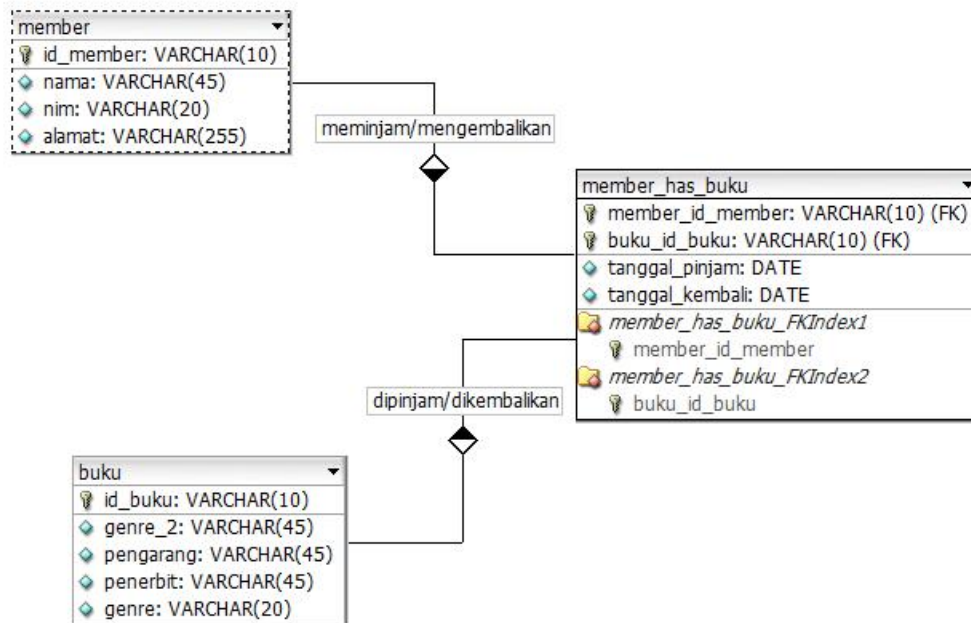 member
id_member: VARCHAR(10)
nama: VARCHAR(45)
nim: VARCHAR(20)
alamat: VARCHAR(255)
meminjam/mengembalikan
member_has_buku
member_id_member: VARCHAR(10) (FK)
buku_id_buku: VARCHAR(10) (FK)
tanggal_pinjam: DATE
tanggal_kembali: DATE
member_has_buku_FKIndex1
member_id_member
member_has_buku_FKIndex2
buku_id_buku
dipinjam/dikembalikan
buku
id_buku: VARCHAR(10)
genre_2: VARCHAR(45)
pengarang: VARCHAR(45)
penerbit: VARCHAR(45)
genre: VARCHAR(20)